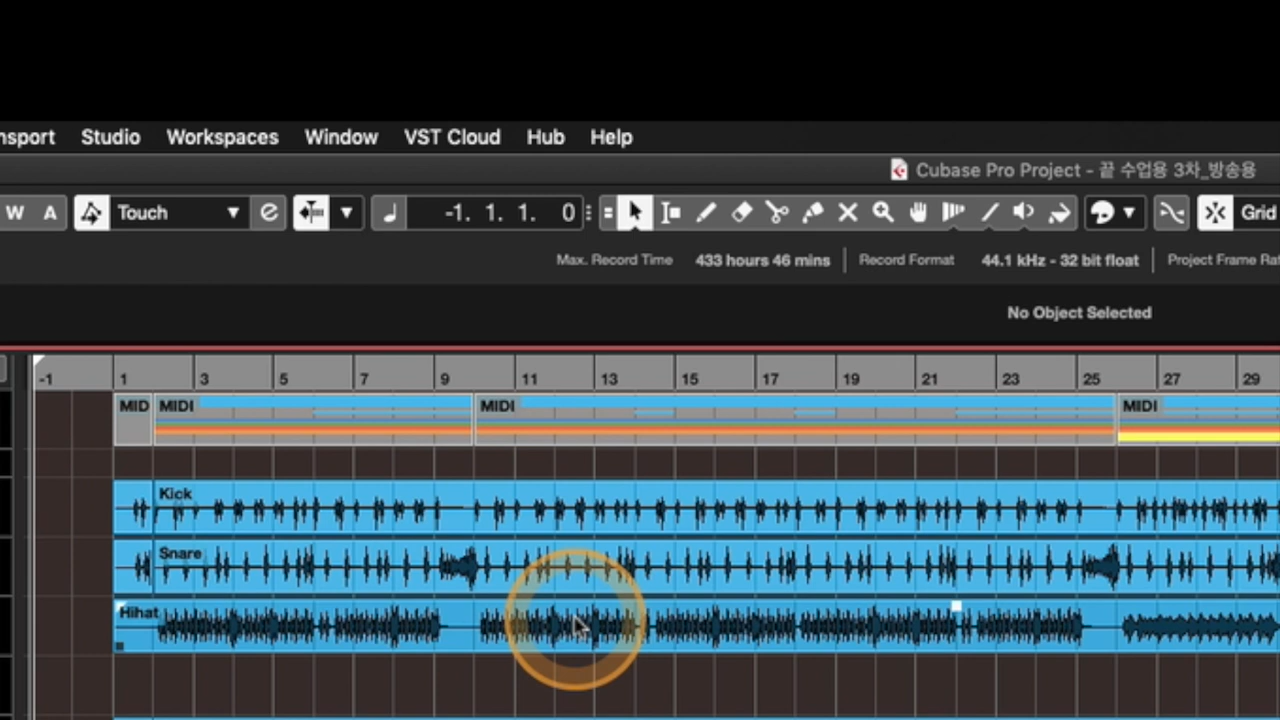 nsport Studio Workspaces Window VST Cloud Hub Help
Cubase Pro Project - 끝 수업용 3차_방송용
W A Touch e -1. 1. 1. 0 Grid
Max. Record Time 433 hours 46 mins Record Format 44.1 kHz - 32 bit float Project Frame Rat
No Object Selected
-1 1 3 5 7 9 11 13 15 17 19 21 23 25 27 29
MID MIDI MIDI MIDI
Kick
Snare
Hihat